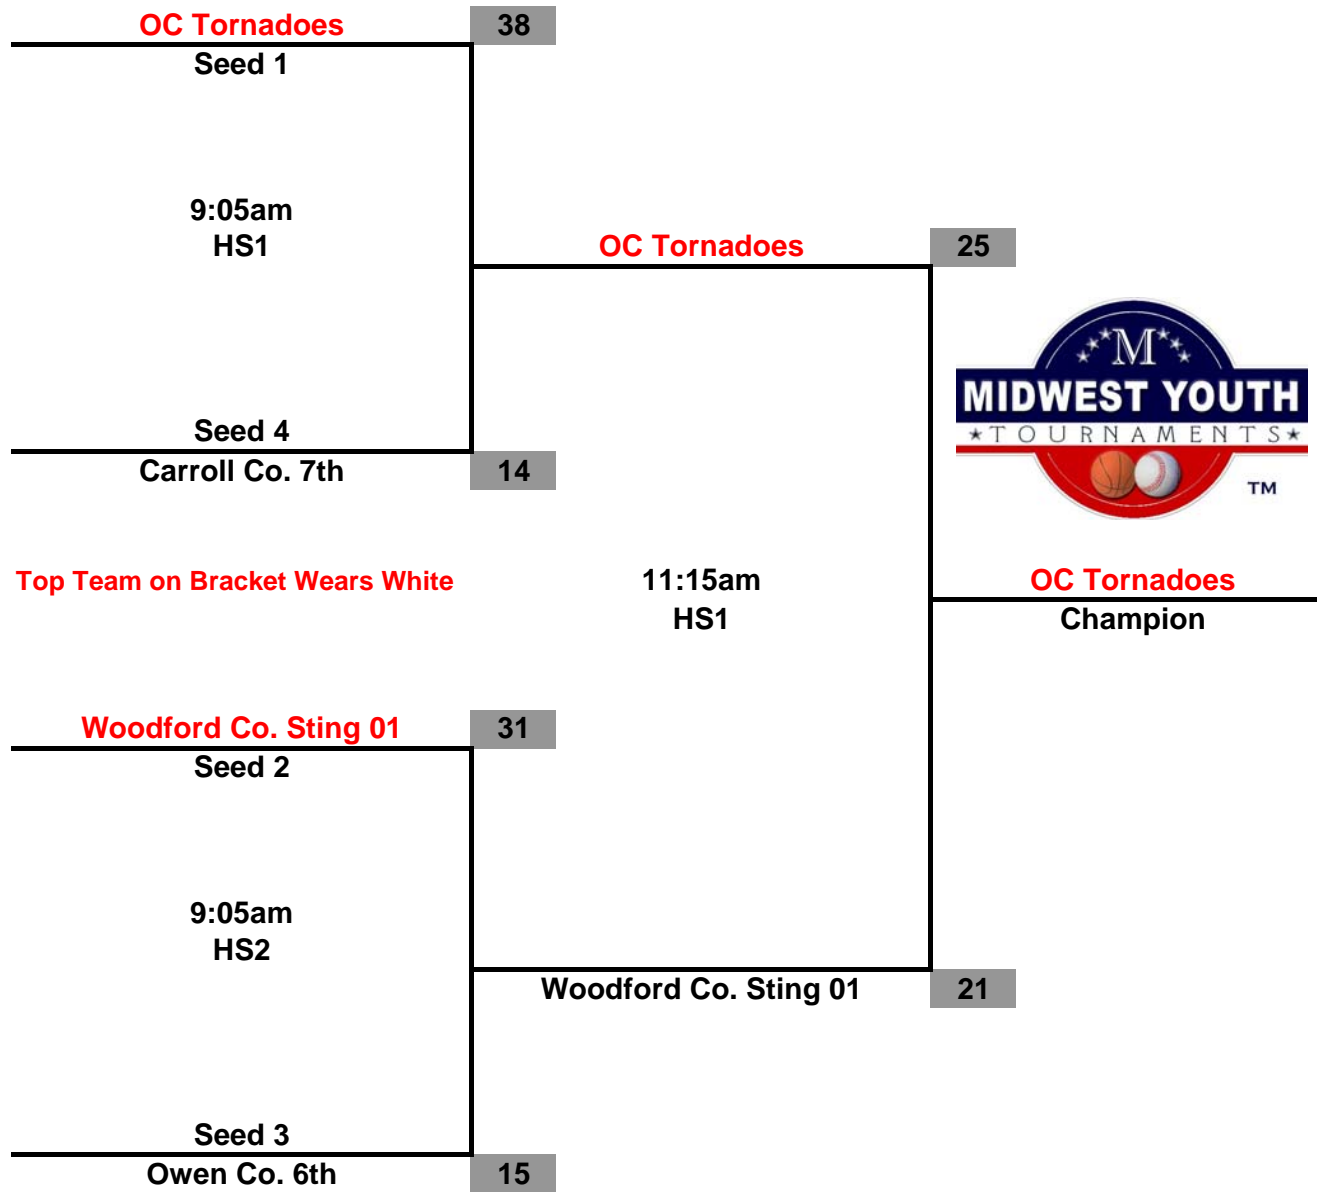 OC Tornadoes 38
Seed 1
9:05am
HS1
OC Tornadoes 25
M
MIDWEST YOUTH
TOURNAMENTS
TM
Seed 4
Carroll Co. 7th 14
Top Team on Bracket Wears White
11:15am
HS1
OC Tornadoes
Champion
Woodford Co. Sting 01 31
Seed 2
9:05am
HS2
Woodford Co. Sting 01 21
Seed 3
Owen Co. 6th 15